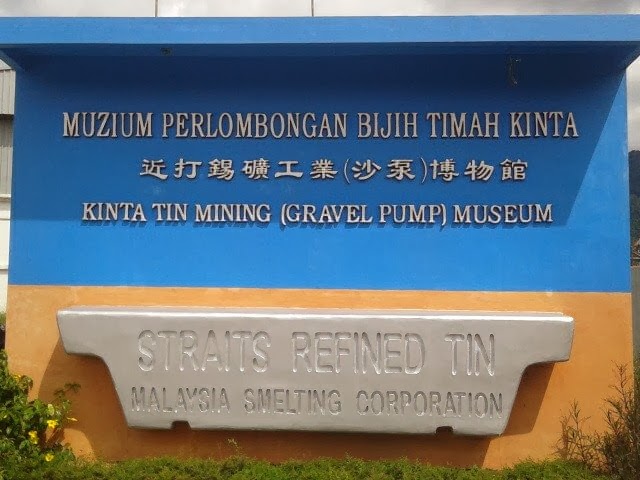 MUZIUM PERLOMBONGAN BIJIH TIMAH KINTA
近打錫礦工業(沙泵)博物館
KINTA TIN MINING (GRAVEL PUMP) MUSEUM
STRAITS REFINED TIN
MALAYSIA SMELTING CORPORATION